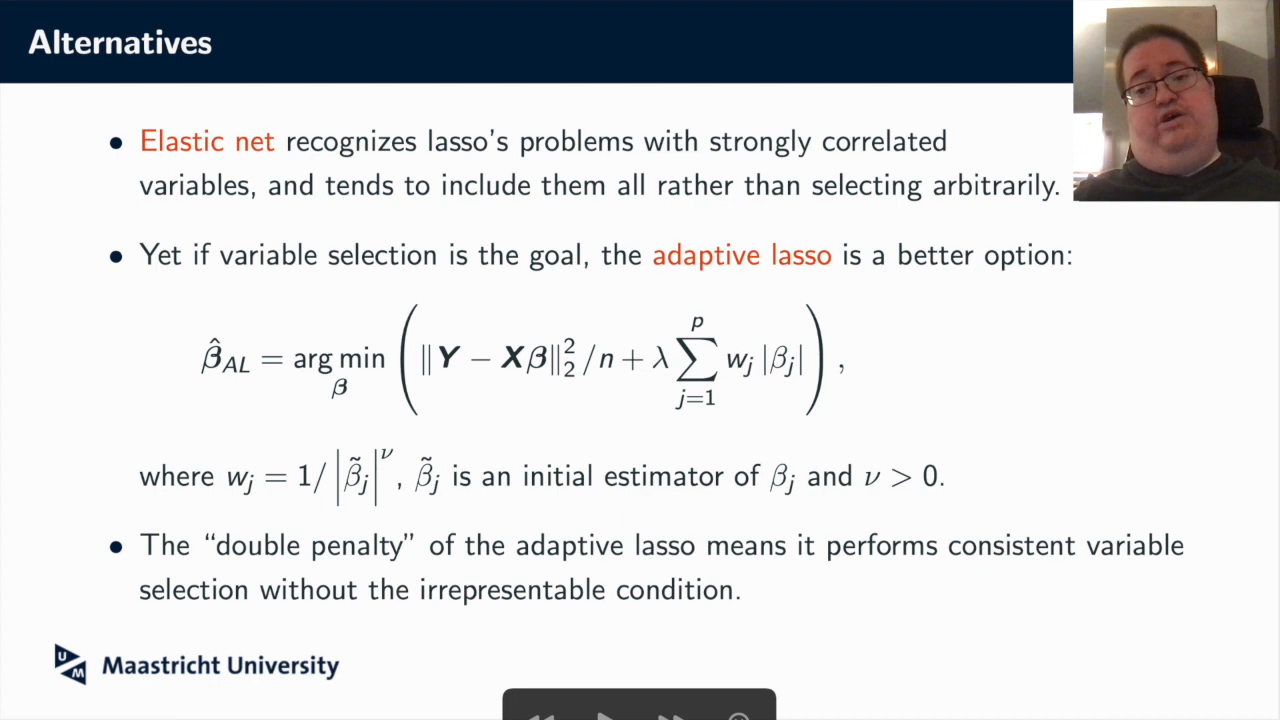 Alternatives
• Elastic net recognizes lasso's problems with strongly correlated
variables, and tends to include them all rather than selecting arbitrarily.
• Yet if variable selection is the goal, the adaptive lasso is a better option:
β̂_AL = arg min_β ( ‖Y − Xβ‖₂² /n + λ ∑_{j=1}^{p} w_j |β_j| ) ,
where w_j = 1/ |β̃_j|^ν , β̃_j is an initial estimator of β_j and ν > 0.
• The “double penalty” of the adaptive lasso means it performs consistent variable
selection without the irrepresentable condition.
UM Maastricht University